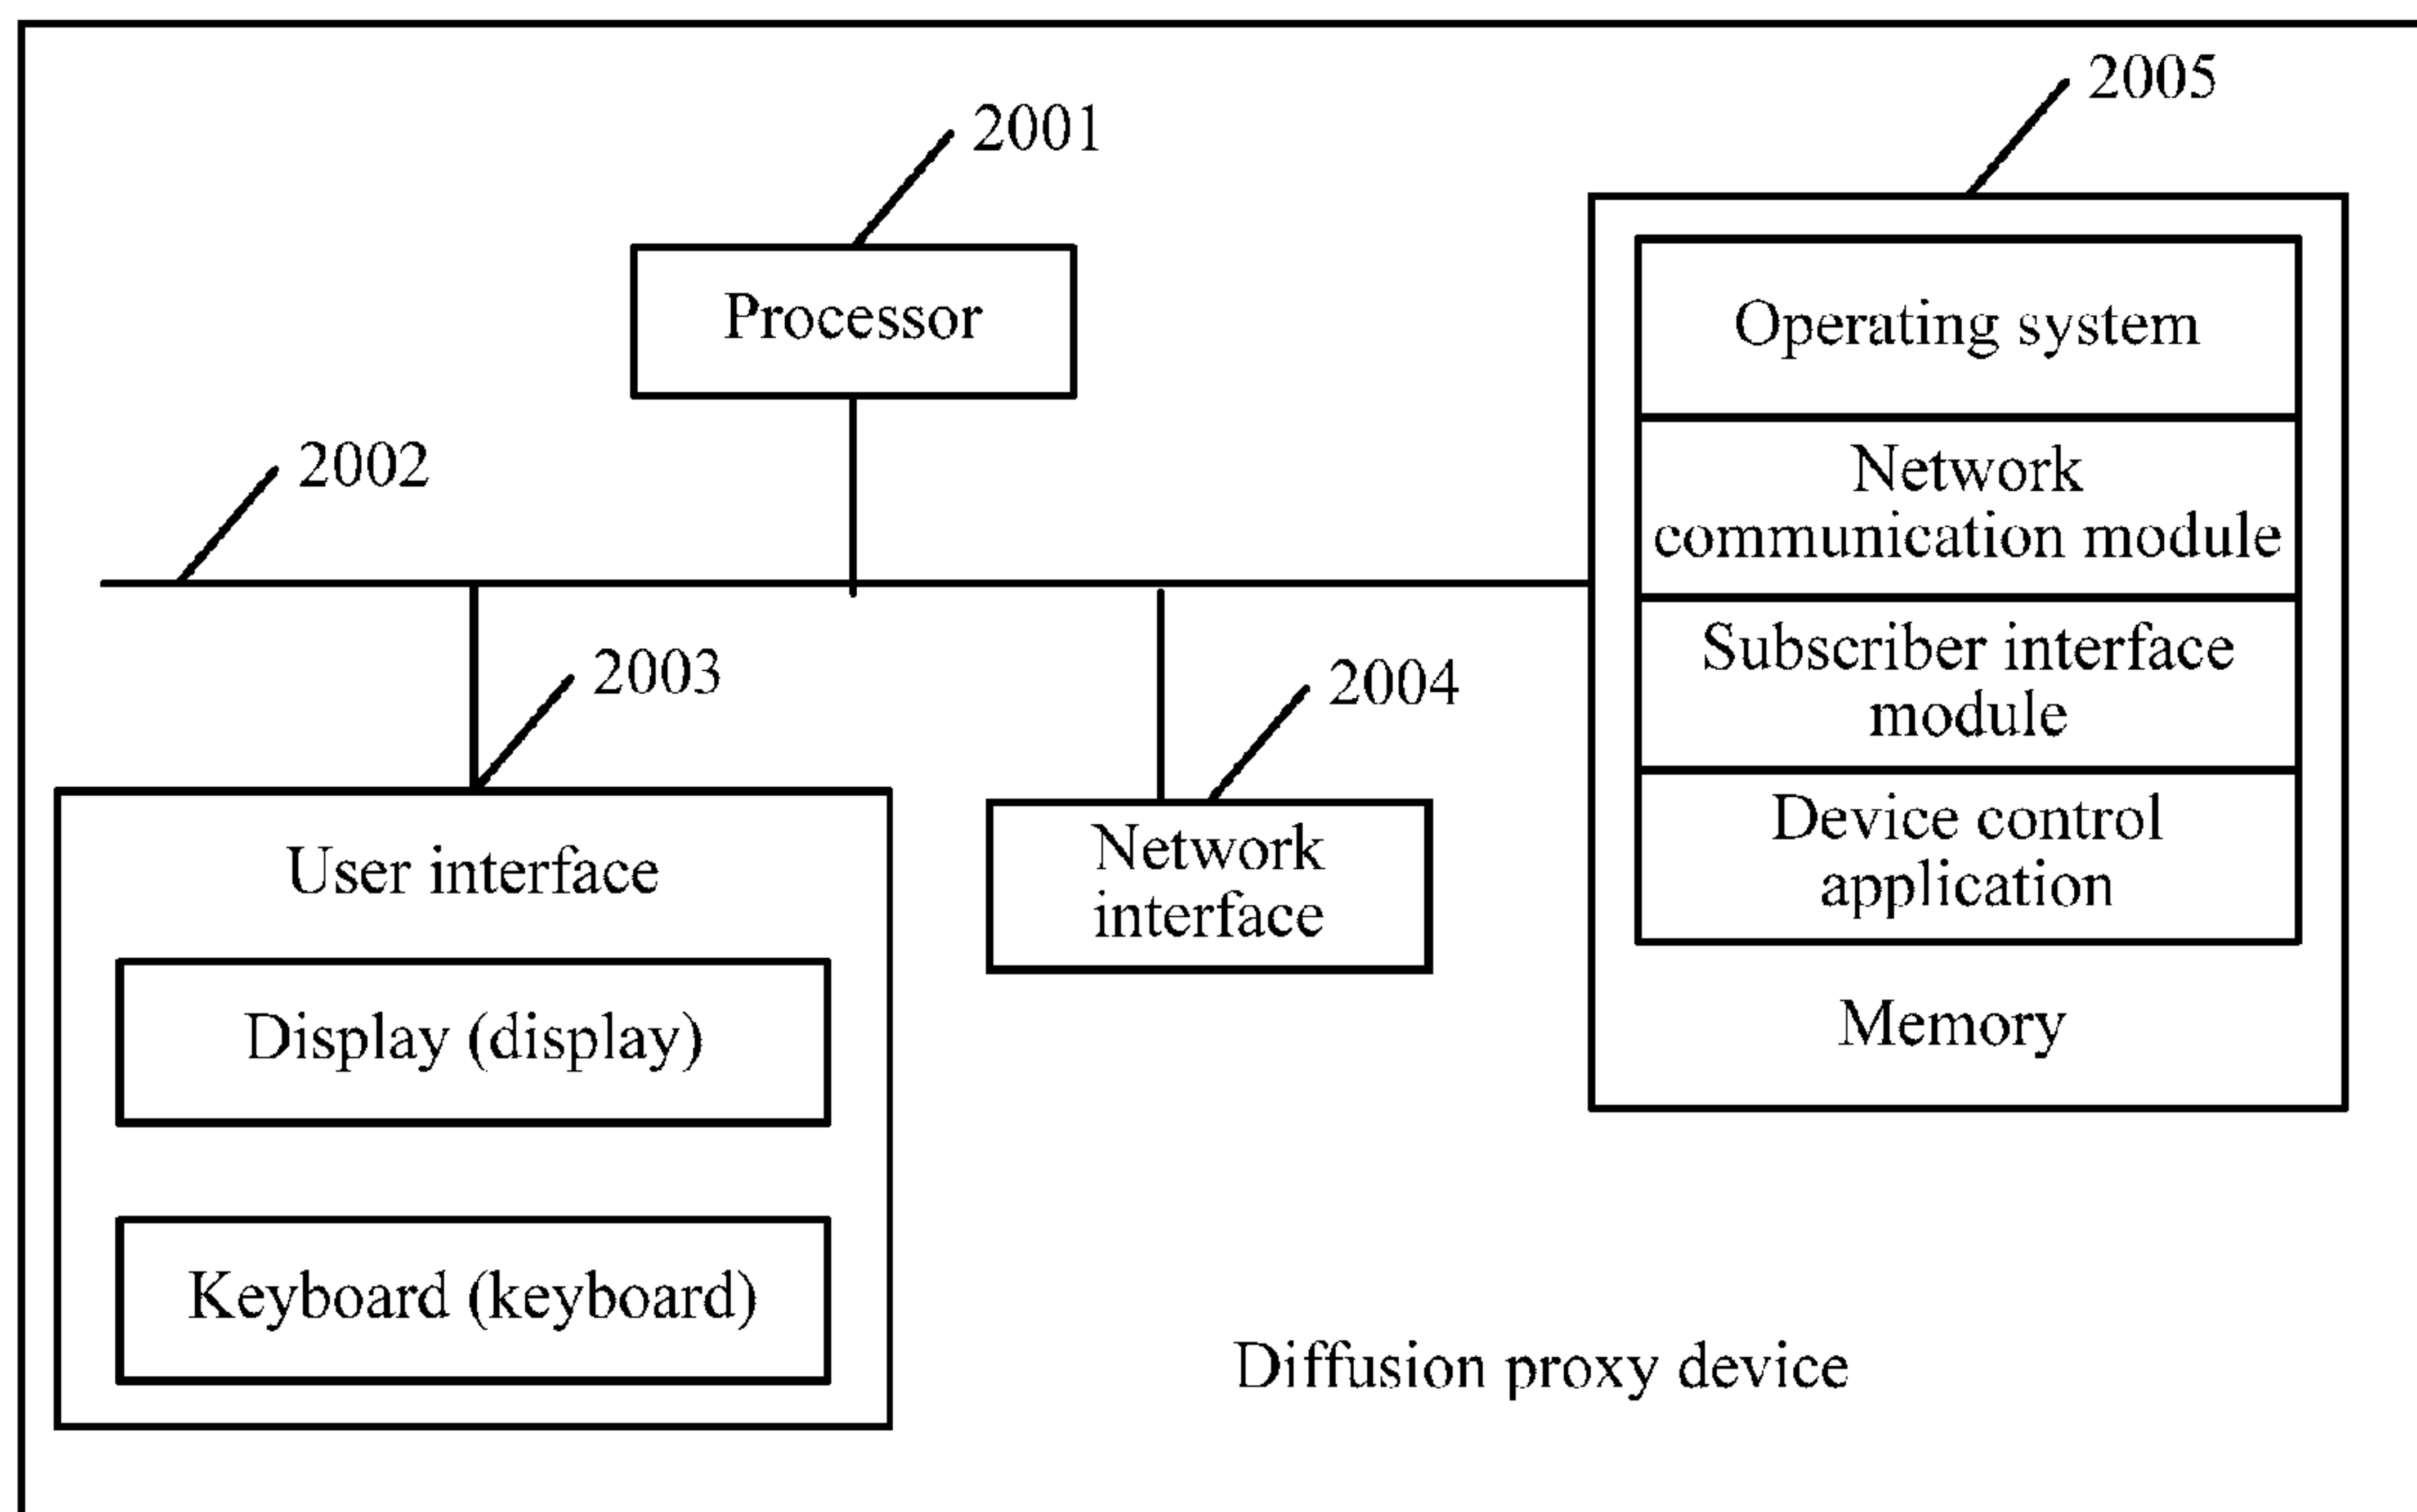 2005
2001
Processor
Operating system
Network
communication module
Subscriber interface
module
Device control
application
Memory
2002
2003
2004
User interface
Display (display)
Keyboard (keyboard)
Network
interface
Diffusion proxy device